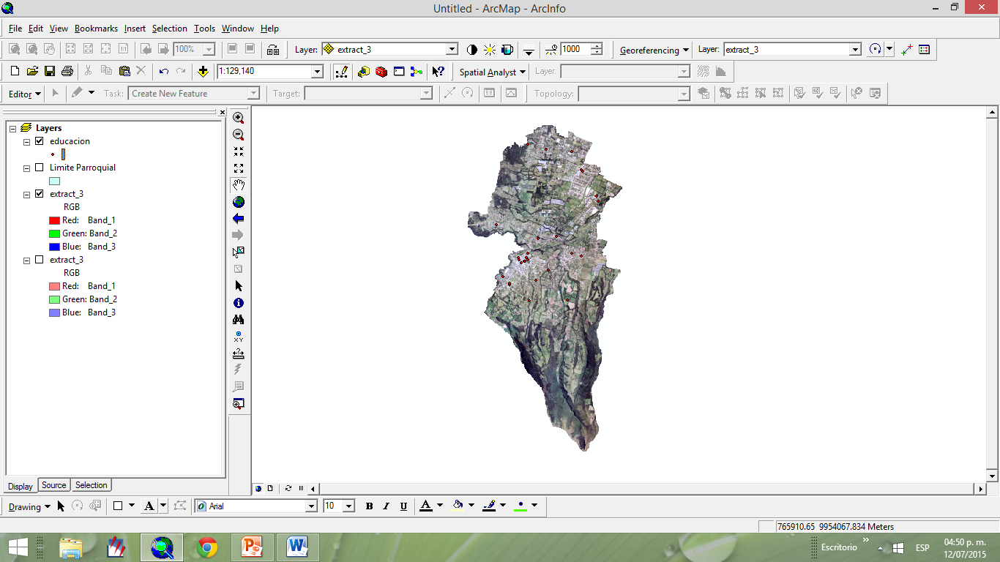 Untitled - ArcMap - ArcInfo
File Edit View Bookmarks Insert Selection Tools Window Help
100% Layer: extract_3 1000 Georeferencing Layer: extract_3
1:129,140 Spatial Analyst Layer:
Editor Task: Create New Feature Target: Topology:
Layers
educacion
Limite Parroquial
extract_3
RGB
Red: Band_1
Green: Band_2
Blue: Band_3
extract_3
RGB
Red: Band_1
Green: Band_2
Blue: Band_3
XY
Display Source Selection
Drawing A Arial 10 B I U A
765910.65 9954067.834 Meters
Escritorio » ESP 04:50 p. m.
12/07/2015